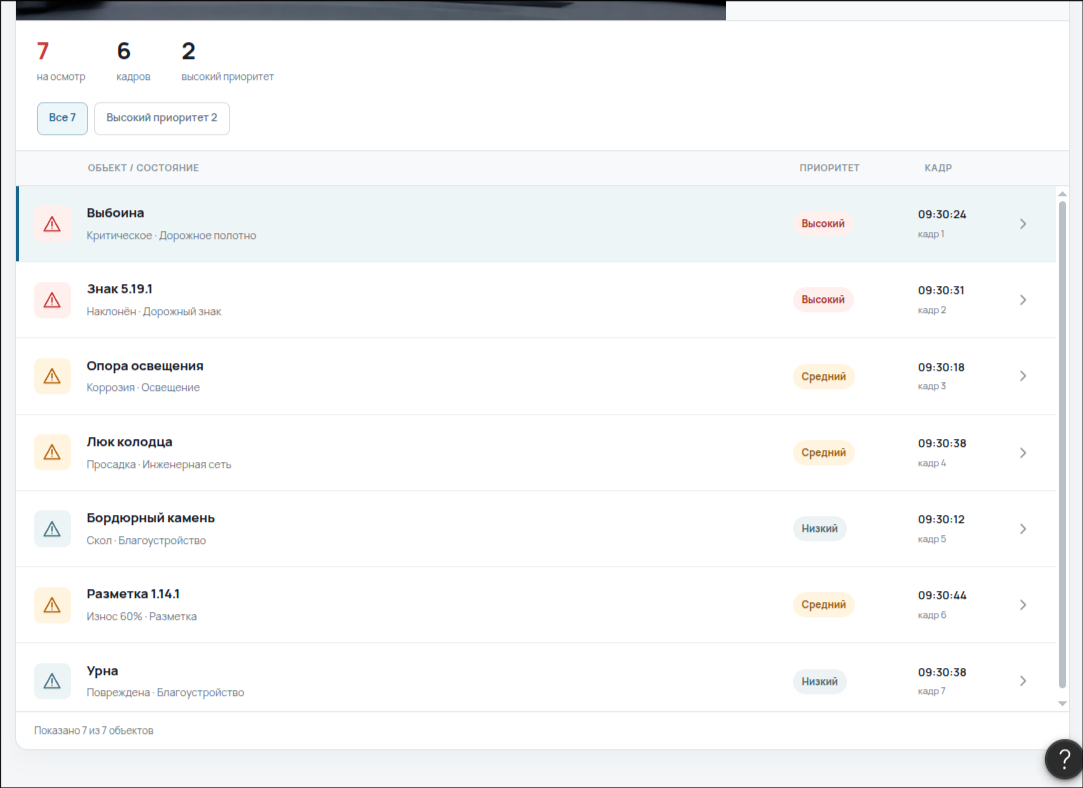 7 6 2
на осмотр кадров высокий приоритет
Все 7 Высокий приоритет 2
ОБЪЕКТ / СОСТОЯНИЕ ПРИОРИТЕТ КАДР
Выбоина
Критическое · Дорожное полотно
Высокий
09:30:24
кадр 1
Знак 5.19.1
Наклонён · Дорожный знак
Высокий
09:30:31
кадр 2
Опора освещения
Коррозия · Освещение
Средний
09:30:18
кадр 3
Люк колодца
Просадка · Инженерная сеть
Средний
09:30:38
кадр 4
Бордюрный камень
Скол · Благоустройство
Низкий
09:30:12
кадр 5
Разметка 1.14.1
Износ 60% · Разметка
Средний
09:30:44
кадр 6
Урна
Повреждена · Благоустройство
Низкий
09:30:38
кадр 7
Показано 7 из 7 объектов
?